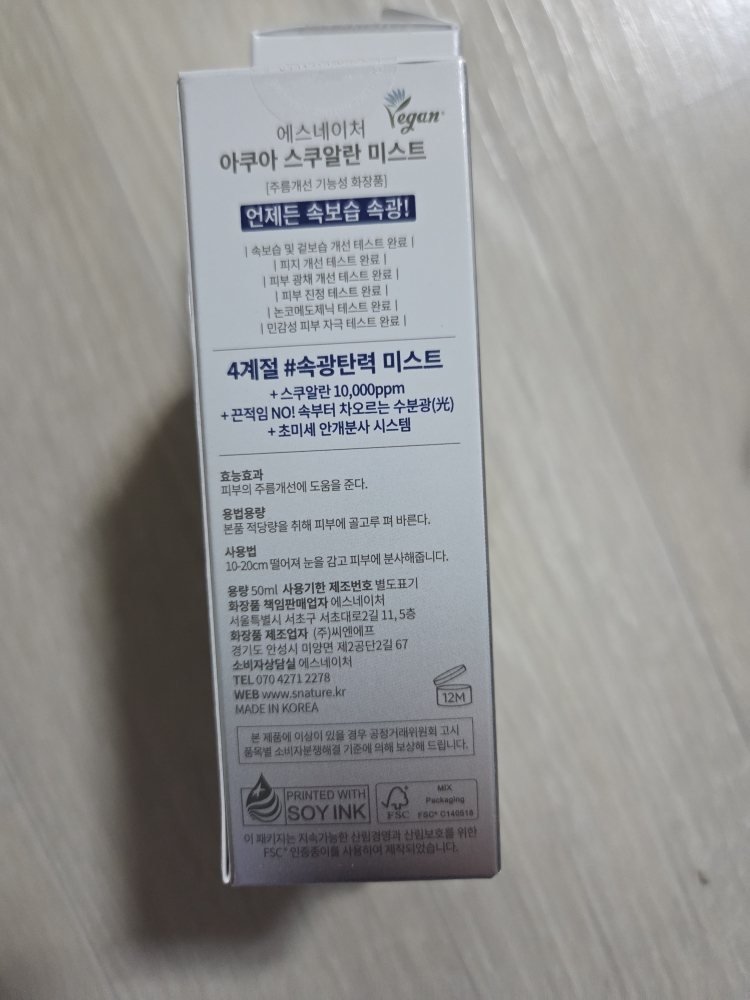 Vegan
에스네이처
아쿠아 스쿠알란 미스트
[주름개선 기능성 화장품]
언제든 속보습 속광!
| 속보습 및 겉보습 개선 테스트 완료 |
| 피지 개선 테스트 완료 |
| 피부 광채 개선 테스트 완료 |
| 피부 진정 테스트 완료 |
| 논코메도제닉 테스트 완료 |
| 민감성 피부 자극 테스트 완료 |
4계절 #속광탄력 미스트
+ 스쿠알란 10,000ppm
+ 끈적임 NO! 속부터 차오르는 수분광(光)
+ 초미세 안개분사 시스템
효능효과
피부의 주름개선에 도움을 준다.
용법용량
본품 적당량을 취해 피부에 골고루 펴 바른다.
사용법
10-20cm 떨어져 눈을 감고 피부에 분사해줍니다.
용량 50ml 사용기한 제조번호 별도표기
화장품 책임판매업자 에스네이처
서울특별시 서초구 서초대로2길 11, 5층
화장품 제조업자 (주)씨엔에프
경기도 안성시 미양면 제2공단2길 67
소비자상담실 에스네이처
TEL 070 4271 2278
WEB www.snature.kr
MADE IN KOREA
12M
본 제품에 이상이 있을 경우 공정거래위원회 고시
품목별 소비자분쟁해결 기준에 의해 보상해 드립니다.
PRINTED WITH
SOY INK
FSC
MIX
Packaging
FSC® C140518
이 패키지는 지속가능한 산림경영과 산림보호를 위한
FSC® 인증종이를 사용하여 제작되었습니다.